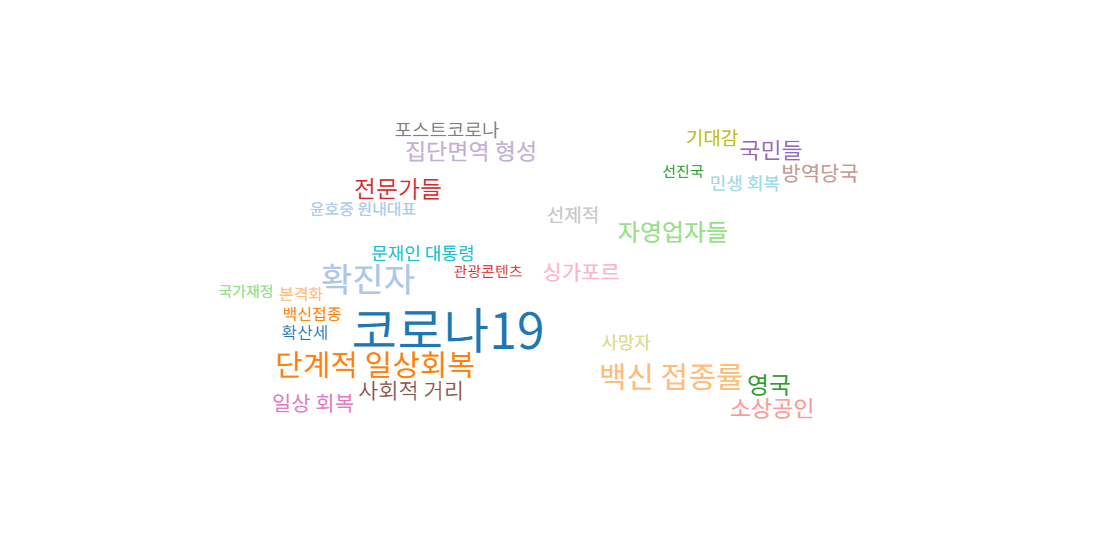 포스트코로나
기대감
집단면역 형성
국민들
선진국
방역당국
민생 회복
전문가들
윤호중 원내대표
선제적
자영업자들
문재인 대통령
관광콘텐츠
싱가포르
확진자
국가재정
본격화
백신접종
코로나19
확산세
사망자
단계적 일상회복
백신 접종률
영국
사회적 거리
일상 회복
소상공인